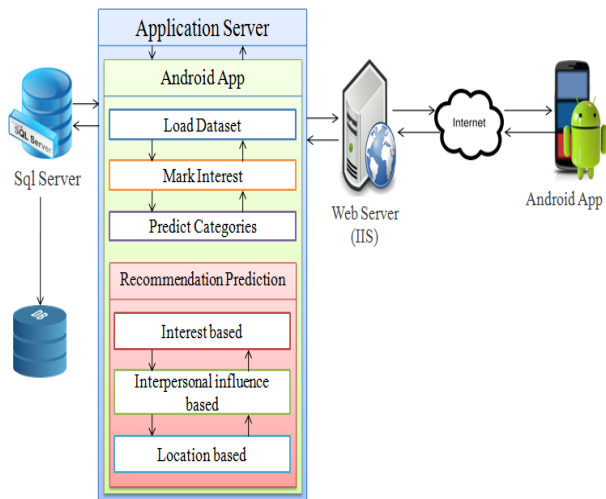 Application Server
Android App
Load Dataset
Mark Interest
Predict Categories
Recommendation Prediction
Interest based
Interpersonal influence
based
Location based
SQL Server
Sql Server
DB
Web Server
(IIS)
Internet
Android App